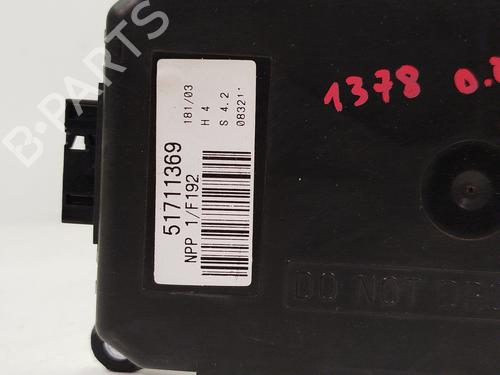 B-PARTS
181/03
H 4
S 4.2
08321*
51711369
NPP 1/F192
1378
DO NOT